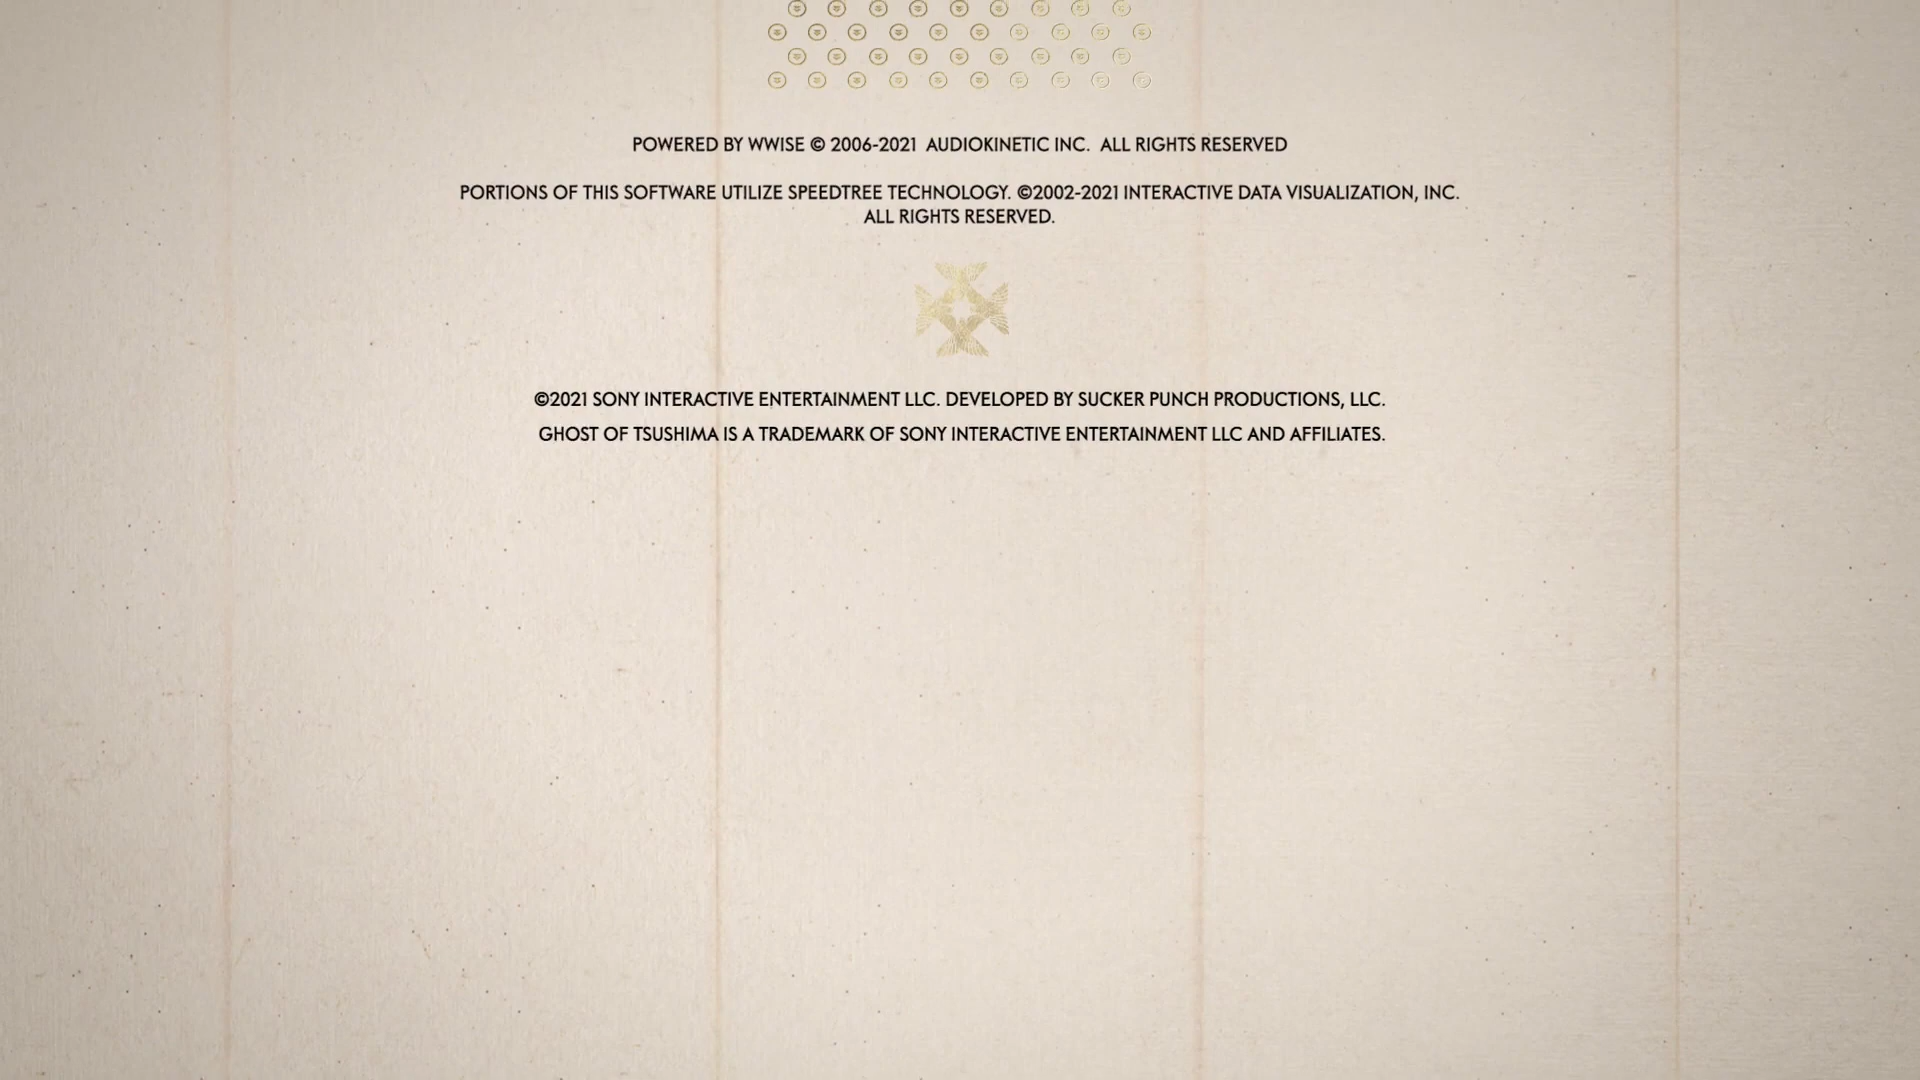 POWERED BY WWISE © 2006-2021 AUDIOKINETIC INC. ALL RIGHTS RESERVED
PORTIONS OF THIS SOFTWARE UTILIZE SPEEDTREE TECHNOLOGY. ©2002-2021 INTERACTIVE DATA VISUALIZATION, INC.
ALL RIGHTS RESERVED.
©2021 SONY INTERACTIVE ENTERTAINMENT LLC. DEVELOPED BY SUCKER PUNCH PRODUCTIONS, LLC.
GHOST OF TSUSHIMA IS A TRADEMARK OF SONY INTERACTIVE ENTERTAINMENT LLC AND AFFILIATES.